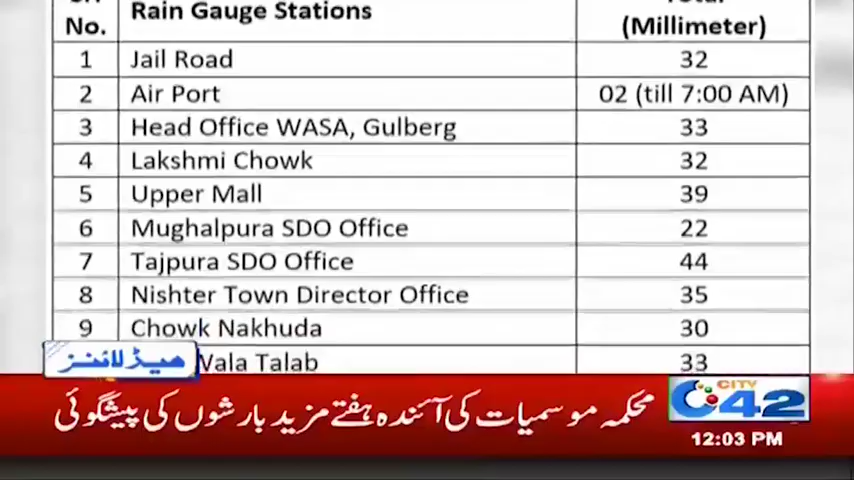 No. Rain Gauge Stations (Millimeter)
1 Jail Road 32
2 Air Port 02 (till 7:00 AM)
3 Head Office WASA, Gulberg 33
4 Lakshmi Chowk 32
5 Upper Mall 39
6 Mughalpura SDO Office 22
7 Tajpura SDO Office 44
8 Nishter Town Director Office 35
9 Chowk Nakhuda 30
Wala Talab 33
ہیڈلائنز
محکمہ موسمیات کی آئندہ ہفتے مزید بارشوں کی پیشگوئی
CITY
42
12:03 PM